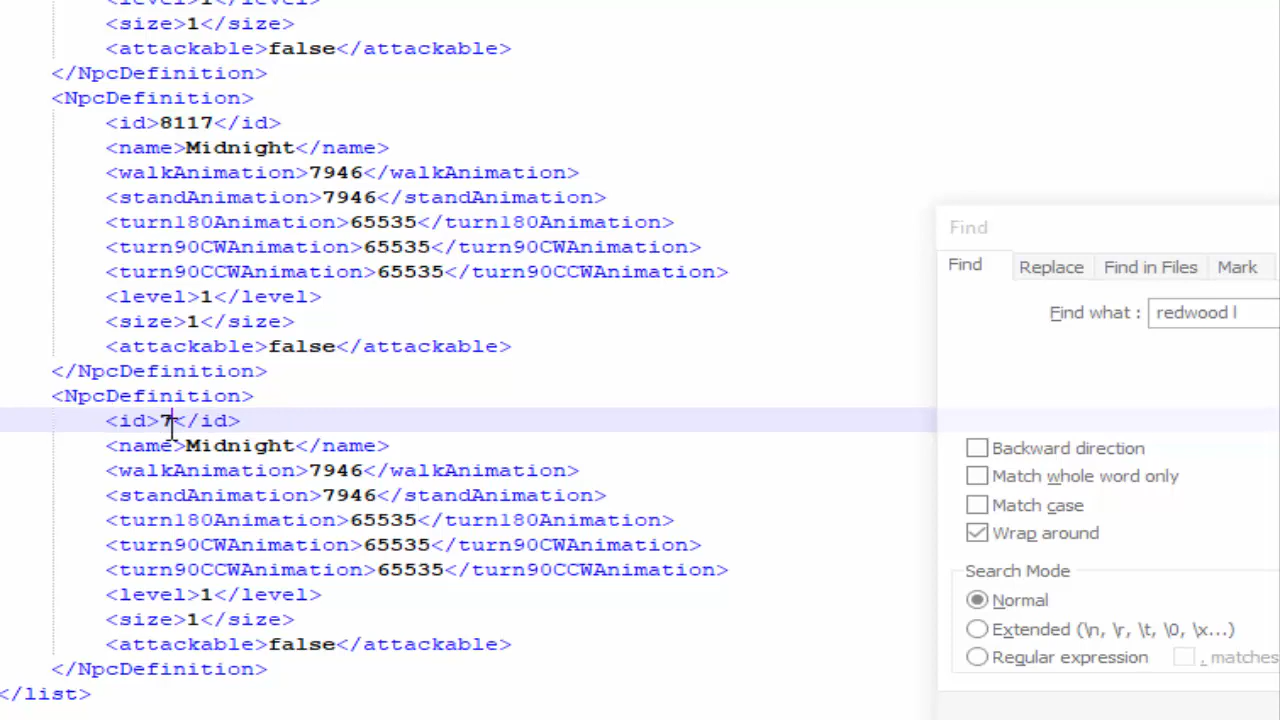 <level>1</level>
<size>1</size>
<attackable>false</attackable>
</NpcDefinition>
<NpcDefinition>
<id>8117</id>
<name>Midnight</name>
<walkAnimation>7946</walkAnimation>
<standAnimation>7946</standAnimation>
<turn180Animation>65535</turn180Animation>
<turn90CWAnimation>65535</turn90CWAnimation>
<turn90CCWAnimation>65535</turn90CCWAnimation>
<level>1</level>
<size>1</size>
<attackable>false</attackable>
</NpcDefinition>
<NpcDefinition>
<id>7</id>
<name>Midnight</name>
<walkAnimation>7946</walkAnimation>
<standAnimation>7946</standAnimation>
<turn180Animation>65535</turn180Animation>
<turn90CWAnimation>65535</turn90CWAnimation>
<turn90CCWAnimation>65535</turn90CCWAnimation>
<level>1</level>
<size>1</size>
<attackable>false</attackable>
</NpcDefinition>
</list>
Find
Find Replace Find in Files Mark
Find what : redwood l
Backward direction
Match whole word only
Match case
Wrap around
Search Mode
Normal
Extended (\n, \r, \t, \0, \x...)
Regular expression . matches